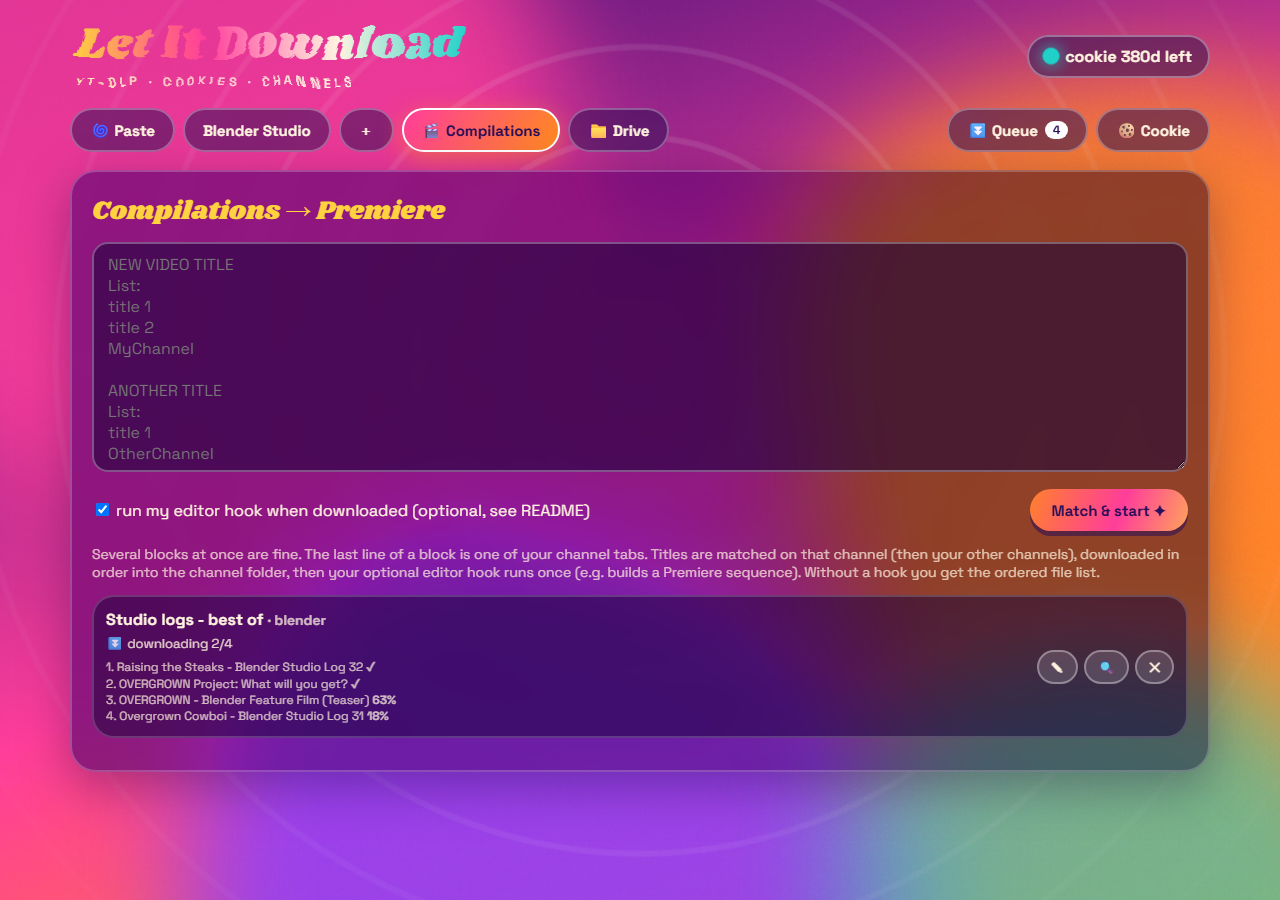 Let It Download
YT-DLP · COOKIES · CHANNELS
cookie 380d left
Paste
Blender Studio
+
Compilations
Drive
Queue 4
Cookie
Compilations → Premiere
NEW VIDEO TITLE
List:
title 1
title 2
MyChannel
ANOTHER TITLE
List:
title 1
OtherChannel
run my editor hook when downloaded (optional, see README)
Match & start ✦
Several blocks at once are fine. The last line of a block is one of your channel tabs. Titles are matched on that channel (then your other channels), downloaded in
order into the channel folder, then your optional editor hook runs once (e.g. builds a Premiere sequence). Without a hook you get the ordered file list.
Studio logs - best of · blender
downloading 2/4
1. Raising the Steaks - Blender Studio Log 32 ✓
2. OVERGROWN Project: What will you get? ✓
3. OVERGROWN - Blender Feature Film (Teaser) 63%
4. Overgrown Cowboi - Blender Studio Log 31 18%